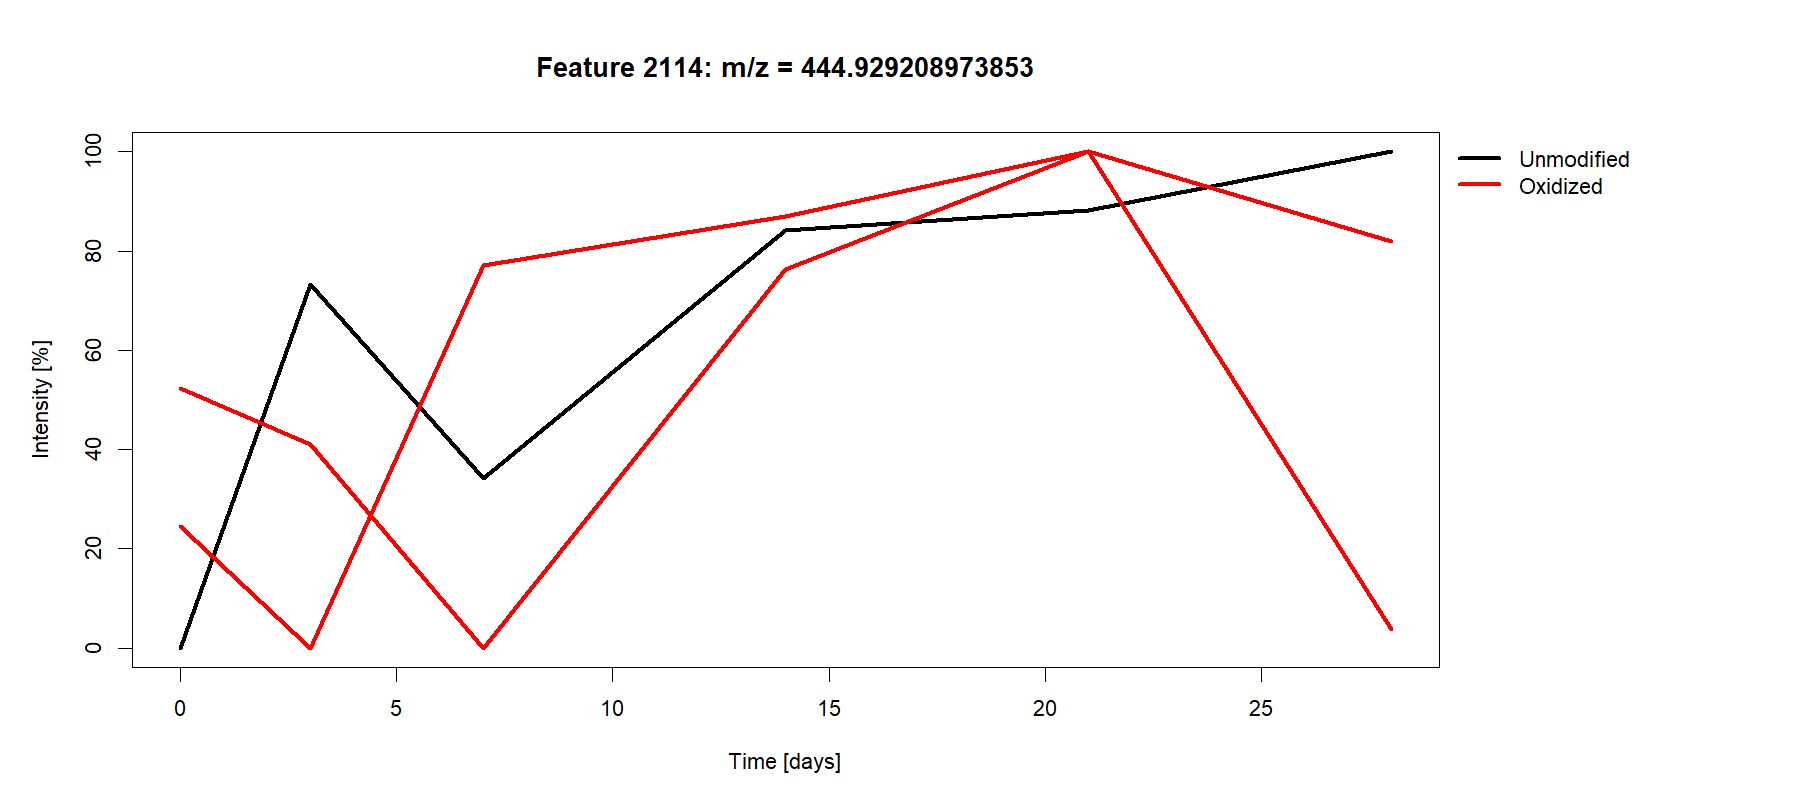 Feature 2114: m/z = 444.929208973853
Unmodified
Oxidized
Intensity [%]
100
80
60
40
20
0
0 5 10 15 20 25
Time [days]